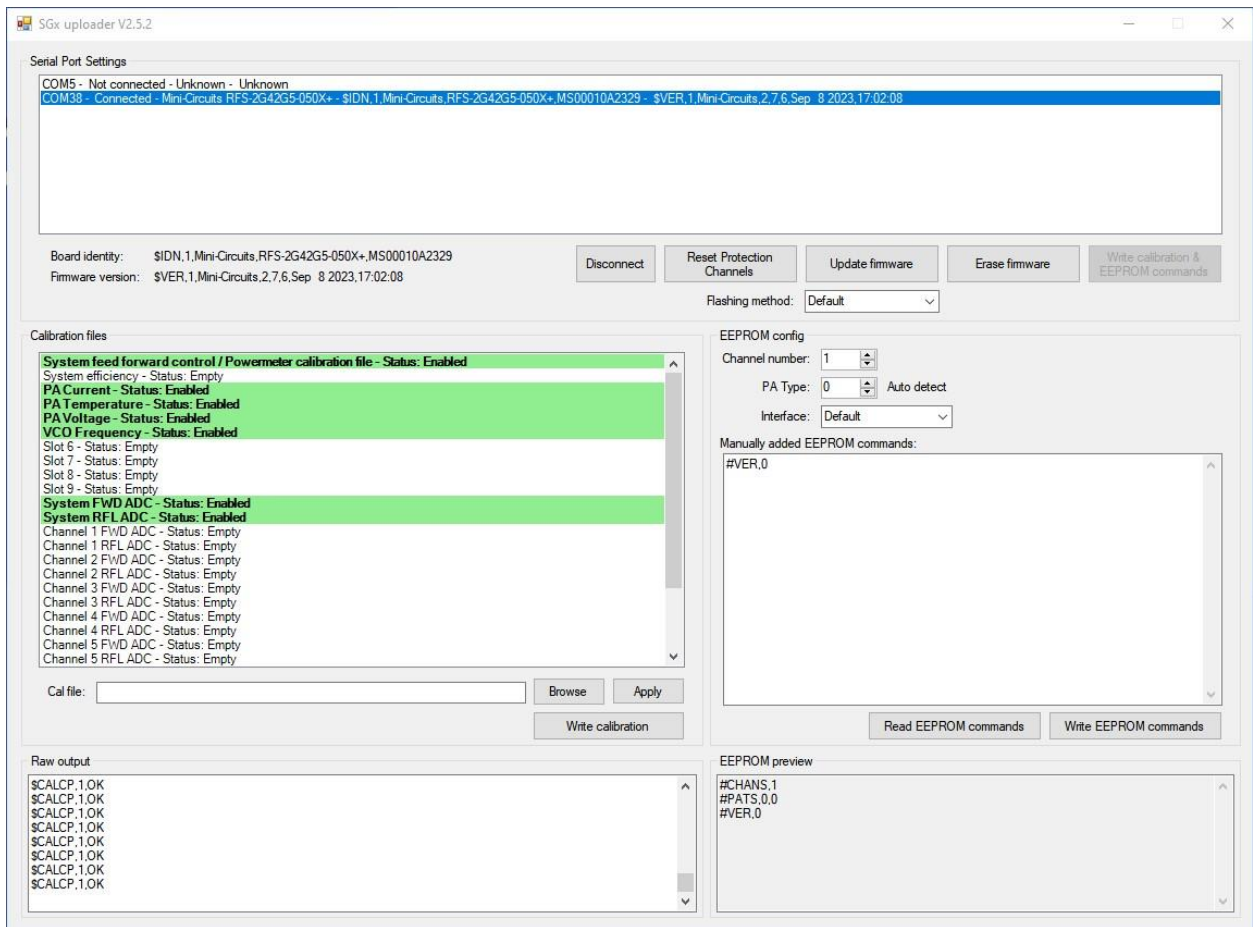 SGx uploader V2.5.2
Serial Port Settings
COM5 - Not connected - Unknown - Unknown
COM38 - Connected - Mini-Circuits RFS-2G42G5-050X+ - $IDN,1,Mini-Circuits,RFS-2G42G5-050X+,MS00010A2329 - $VER,1,Mini-Circuits,2,7,6,Sep 8 2023,17:02:08
Board identity: $IDN,1,Mini-Circuits,RFS-2G42G5-050X+,MS00010A2329
Firmware version: $VER,1,Mini-Circuits,2,7,6,Sep 8 2023,17:02:08
Disconnect
Reset Protection
Channels
Update firmware
Erase firmware
Write calibration &
EEPROM commands
Flashing method: Default
Calibration files
System feed forward control / Powermeter calibration file - Status: Enabled
System efficiency - Status: Empty
PA Current - Status: Enabled
PA Temperature - Status: Enabled
PA Voltage - Status: Enabled
VCO Frequency - Status: Enabled
Slot 6 - Status: Empty
Slot 7 - Status: Empty
Slot 8 - Status: Empty
Slot 9 - Status: Empty
System FWD ADC - Status: Enabled
System RFL ADC - Status: Enabled
Channel 1 FWD ADC - Status: Empty
Channel 1 RFL ADC - Status: Empty
Channel 2 FWD ADC - Status: Empty
Channel 2 RFL ADC - Status: Empty
Channel 3 FWD ADC - Status: Empty
Channel 3 RFL ADC - Status: Empty
Channel 4 FWD ADC - Status: Empty
Channel 4 RFL ADC - Status: Empty
Channel 5 FWD ADC - Status: Empty
Channel 5 RFL ADC - Status: Empty
Cal file:
Browse
Apply
Write calibration
EEPROM config
Channel number: 1
PA Type: 0 Auto detect
Interface: Default
Manually added EEPROM commands:
#VER,0
Read EEPROM commands
Write EEPROM commands
Raw output
$CALCP,1,OK
$CALCP,1,OK
$CALCP,1,OK
$CALCP,1,OK
$CALCP,1,OK
$CALCP,1,OK
$CALCP,1,OK
$CALCP,1,OK
EEPROM preview
#CHANS,1
#PATS,0,0
#VER,0